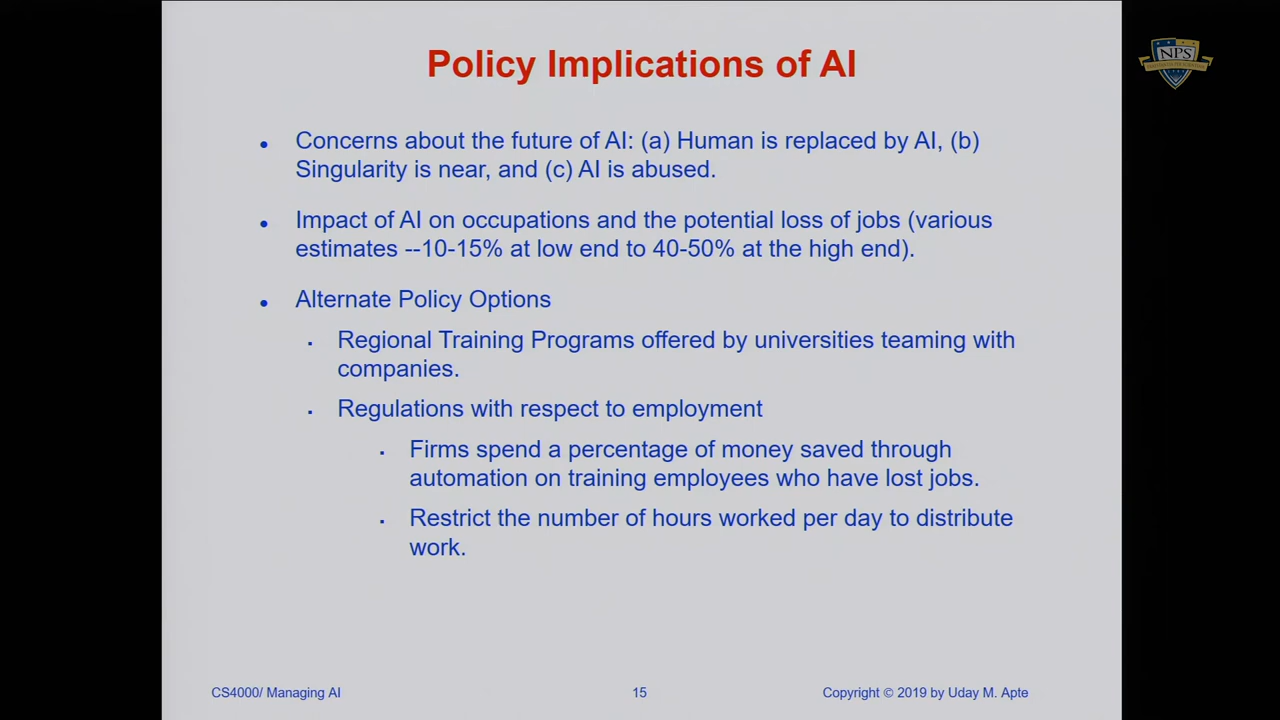 Policy Implications of AI
NPS
• Concerns about the future of AI: (a) Human is replaced by AI, (b)
Singularity is near, and (c) AI is abused.
• Impact of AI on occupations and the potential loss of jobs (various
estimates --10-15% at low end to 40-50% at the high end).
• Alternate Policy Options
▪ Regional Training Programs offered by universities teaming with
companies.
▪ Regulations with respect to employment
▪ Firms spend a percentage of money saved through
automation on training employees who have lost jobs.
▪ Restrict the number of hours worked per day to distribute
work.
CS4000/ Managing AI
15
Copyright © 2019 by Uday M. Apte